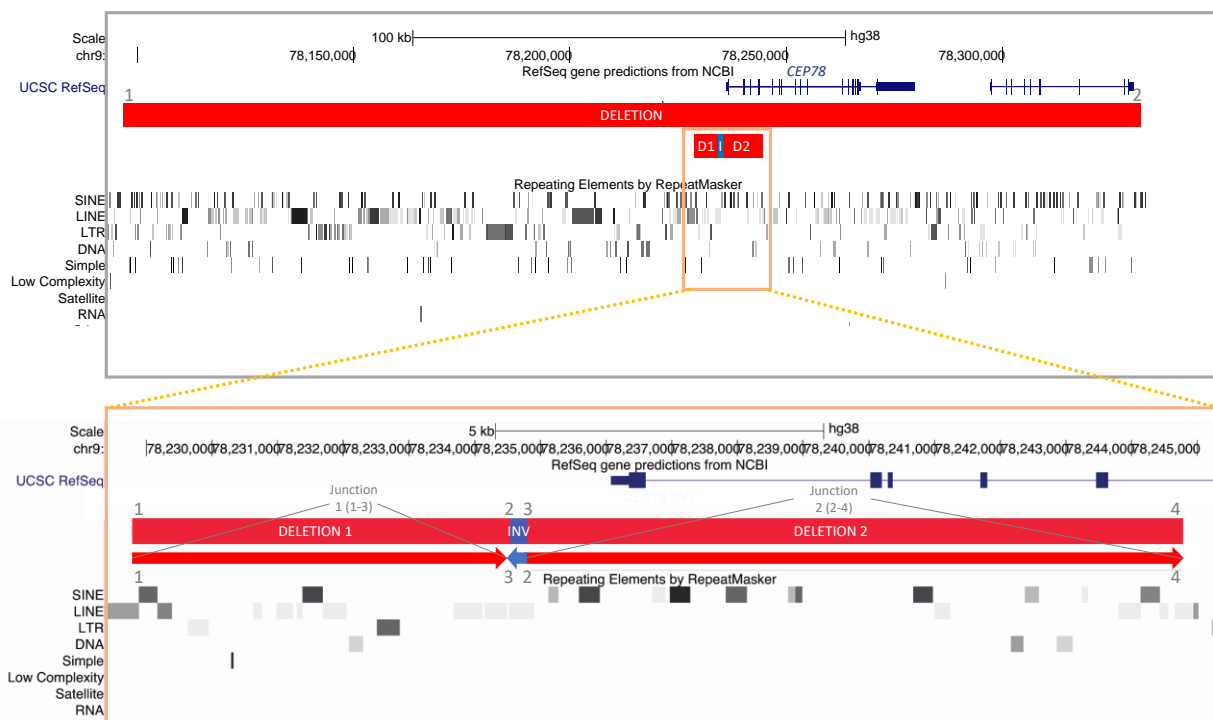 Scale 100 kb hg38
chr9: 78,150,000 78,200,000 78,250,000 78,300,000
RefSeq gene predictions from NCBI CEP78
UCSC RefSeq
1 2
DELETION
D1 I D2
Repeating Elements by RepeatMasker
SINE
LINE
LTR
DNA
Simple
Low Complexity
Satellite
RNA
Scale 5 kb hg38
chr9: 78,230,000 78,231,000 78,232,000 78,233,000 78,234,000 78,235,000 78,236,000 78,237,000 78,238,000 78,239,000 78,240,000 78,241,000 78,242,000 78,243,000 78,244,000 78,245,000
RefSeq gene predictions from NCBI
UCSC RefSeq
Junction Junction
1 (1-3) 2 (2-4)
1 2 3 4
DELETION 1 INV DELETION 2
1 3 2 4
Repeating Elements by RepeatMasker
SINE
LINE
LTR
DNA
Simple
Low Complexity
Satellite
RNA